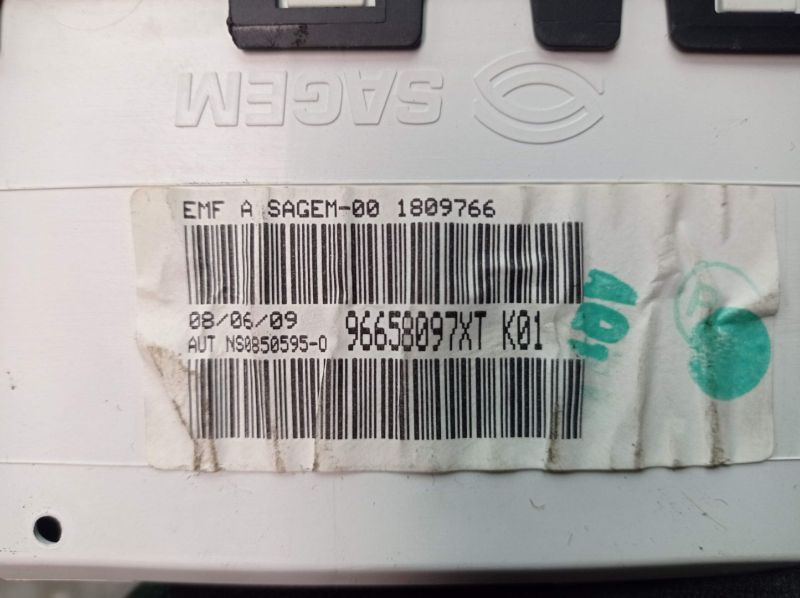 SAGEM
EMF A SAGEM-00 1809766
08/06/09
AUT NS0850595-0
96658097XT K01